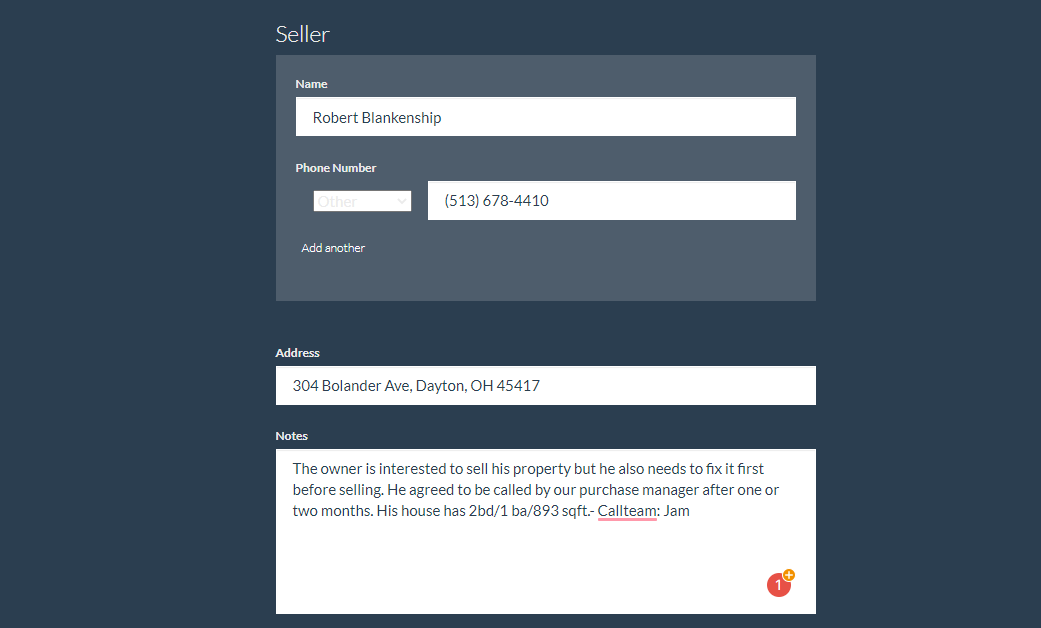 Seller
Name
Robert Blankenship
Phone Number
Other
(513) 678-4410
Add another
Address
304 Bolander Ave, Dayton, OH 45417
Notes
The owner is interested to sell his property but he also needs to fix it first
before selling. He agreed to be called by our purchase manager after one or
two months. His house has 2bd/1 ba/893 sqft.- Callteam: Jam
1